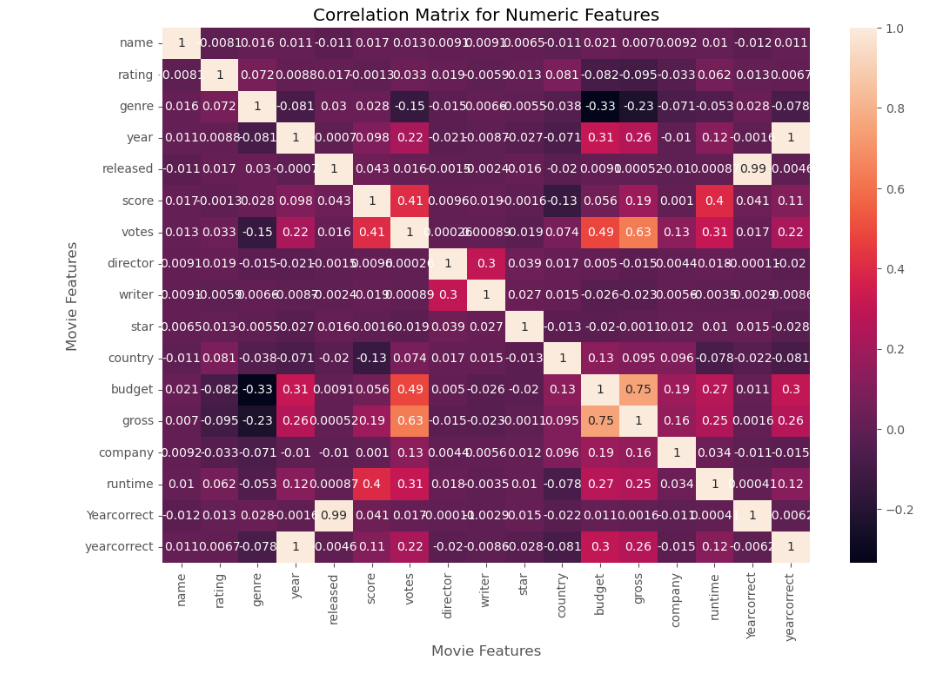 Correlation Matrix for Numeric Features
name 1 0.0081 0.016 0.011 -0.011 0.017 0.013 0.0091 0.0091 0.0065 -0.011 0.021 0.007 0.0092 0.01 -0.012 0.011
rating 1 0.072 0.0088 0.017 -0.0013 0.033 0.019 -0.0059 0.013 0.081 -0.082 -0.095 -0.033 0.062 0.013 0.0067
genre 0.016 0.072 1 -0.081 0.03 0.028 -0.15 -0.015 0.0066 -0.0055 -0.038 -0.33 -0.23 -0.071 -0.053 0.028 -0.078
year 0.011 0.0088 -0.081 1 -0.0007 0.098 0.22 -0.021 -0.0087 -0.027 -0.071 0.31 0.26 -0.01 0.12 -0.0016 1
released -0.011 0.017 0.03 -0.0007 1 0.043 0.016 -0.0015 -0.0024 0.016 -0.02 0.0091 0.00052 -0.01 0.99 0.0046
score 0.017 -0.0013 0.028 0.098 0.043 1 0.41 0.0096 0.019 -0.0016 -0.13 0.056 0.19 0.001 0.4 0.041 0.11
votes 0.013 0.033 -0.15 0.22 0.016 0.41 1 0.00026 0.00089 -0.019 0.074 0.49 0.63 0.13 0.31 0.017 0.22
director -0.0091 0.019 -0.015 -0.021 -0.0015 0.0096 1 0.3 0.039 0.017 0.005 -0.015 0.0044 0.018 -0.00011 -0.02
writer -0.0091 -0.0059 0.0066 -0.0087 -0.0024 0.019 0.00089 0.3 1 0.027 0.015 -0.026 -0.023 0.0056 -0.0035 -0.0029 -0.0086
star -0.0065 -0.013 -0.0055 -0.027 0.016 -0.0016 -0.019 0.039 0.027 1 -0.013 -0.02 -0.0011 0.012 0.01 0.015 -0.028
country -0.011 0.081 -0.038 -0.071 -0.02 -0.13 0.074 0.017 0.015 -0.013 1 0.13 0.095 0.096 -0.078 -0.022 -0.081
budget 0.021 -0.082 -0.33 0.31 0.0091 0.056 0.49 0.005 -0.026 -0.02 0.13 1 0.75 0.19 0.27 0.011 0.3
gross 0.007 -0.095 -0.23 0.26 0.00052 0.19 0.63 -0.015 -0.023 -0.0011 0.095 0.75 1 0.16 0.25 0.0016 0.26
company -0.0092 -0.033 -0.071 -0.01 -0.01 0.001 0.13 0.0044 0.0056 0.012 0.096 0.19 0.16 1 0.034 -0.011 -0.015
runtime 0.01 0.062 -0.053 0.12 0.00087 0.4 0.31 0.018 -0.0035 0.01 -0.078 0.27 0.25 0.034 1 0.00041 0.12
Yearcorrect -0.012 0.013 0.028 -0.0016 0.99 0.041 0.017 -0.00011 -0.0029 0.015 -0.022 0.011 0.0016 -0.011 1 -0.0062
yearcorrect 0.011 0.0067 -0.078 1 0.0046 0.11 0.22 -0.02 -0.0086 -0.028 -0.081 0.3 0.26 -0.015 0.12 -0.0062 1
name rating genre year released score votes director writer star country budget gross company runtime Yearcorrect yearcorrect
Movie Features
Movie Features
1.0
0.8
0.6
0.4
0.2
0.0
−0.2